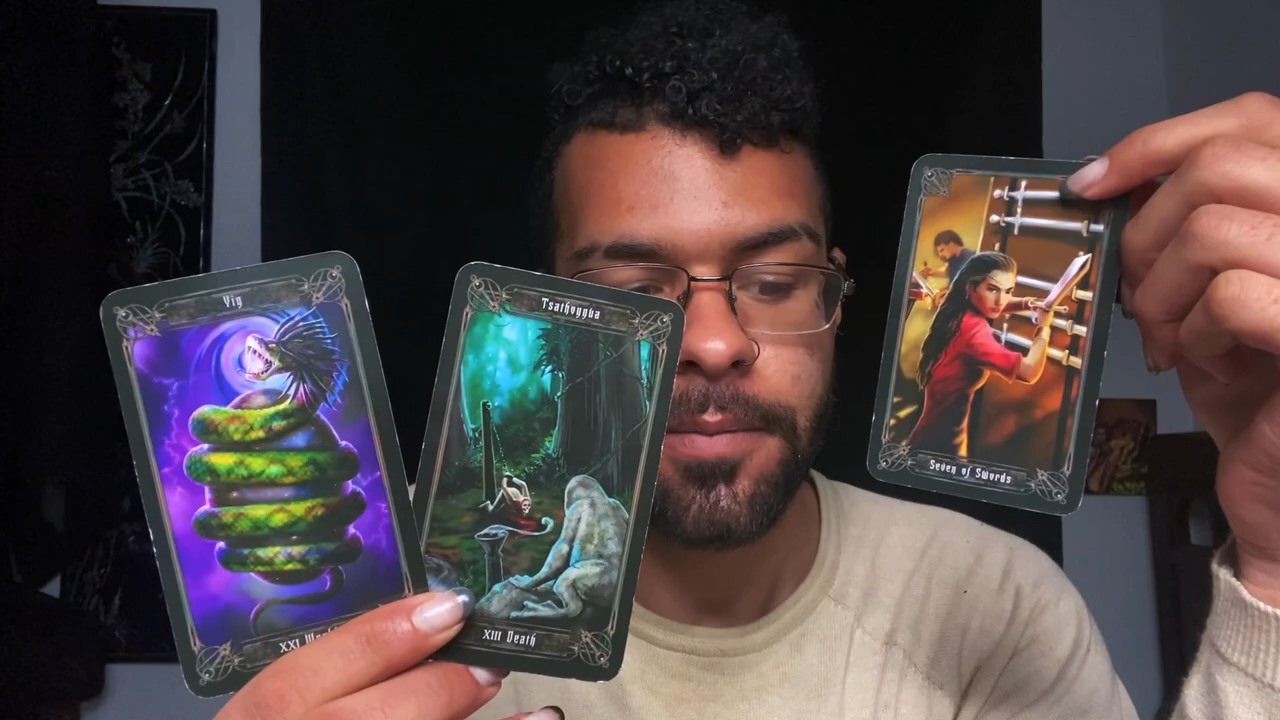 Yig
XXI
Tsathoggua
XIII Death
Seven of Swords